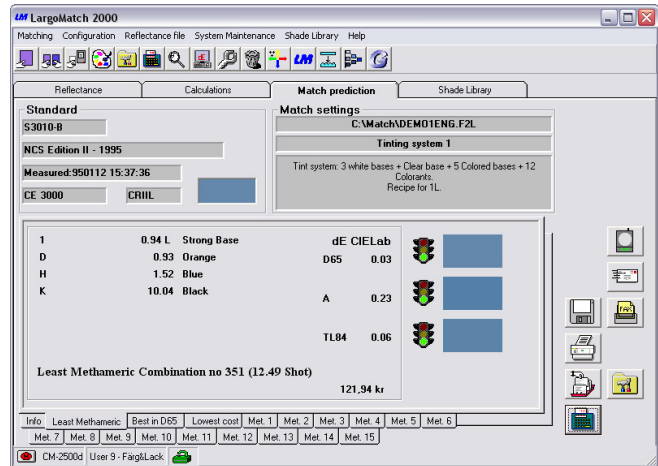 LM LargoMatch 2000
Matching Configuration Reflectance file System Maintenance Shade Library Help
LM
Reflectance Calculations Match prediction Shade Library
Standard
S3010-B
NCS Edition II - 1995
Measured:950112 15:37:36
CE 3000 CRIIL
Match settings
C:\Match\DEMO1ENG.F2L
Tinting system 1
Tint system: 3 white bases + Clear base + 5 Colored bases + 12
Colorants.
Recipe for 1L.
1 0.94 L Strong Base dE CIELab
D 0.93 Orange D65 0.03
H 1.52 Blue
K 10.04 Black A 0.23
TL84 0.06
Least Methameric Combination no 351 (12.49 Shot)
121,94 kr
FAX
Info Least Methameric Best in D65 Lowest cost Met. 1 Met. 2 Met. 3 Met. 4 Met. 5 Met. 6
Met. 7 Met. 8 Met. 9 Met. 10 Met. 11 Met. 12 Met. 13 Met. 14 Met. 15
CM-2500d User 9 - Färg&Lack